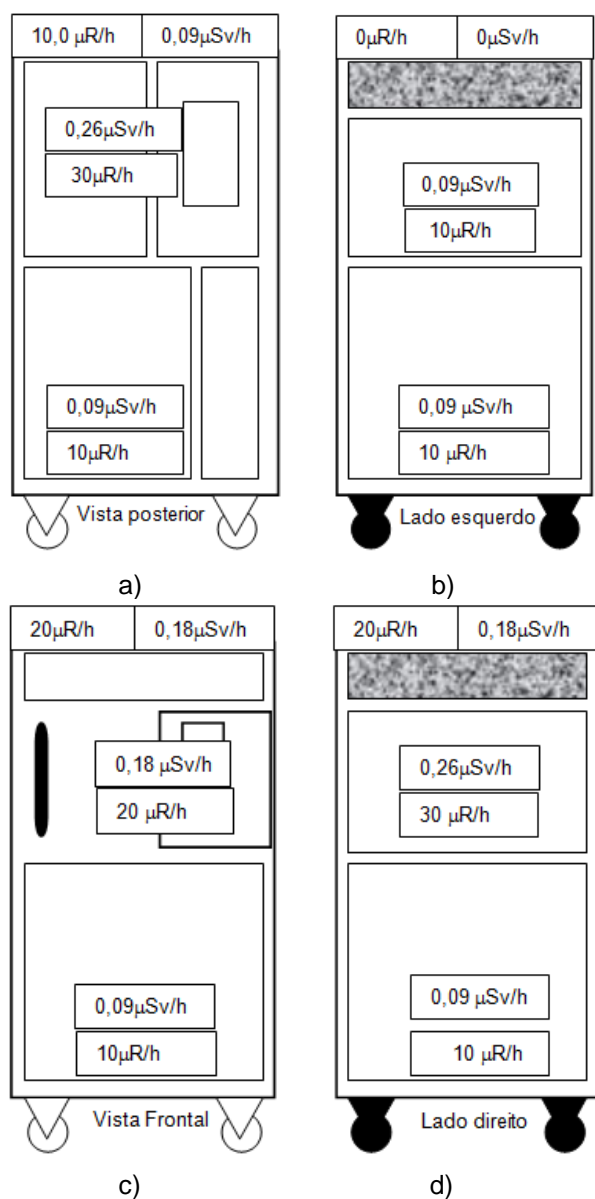 10,0 μR/h 0,09μSv/h
0,26μSv/h
30μR/h
0,09μSv/h
10μR/h
Vista posterior
a)
0μR/h 0μSv/h
0,09μSv/h
10μR/h
0,09 μSv/h
10 μR/h
Lado esquerdo
b)
20μR/h 0,18μSv/h
0,18 μSv/h
20 μR/h
0,09μSv/h
10μR/h
Vista Frontal
c)
20μR/h 0,18μSv/h
0,26μSv/h
30 μR/h
0,09 μSv/h
10 μR/h
Lado direito
d)